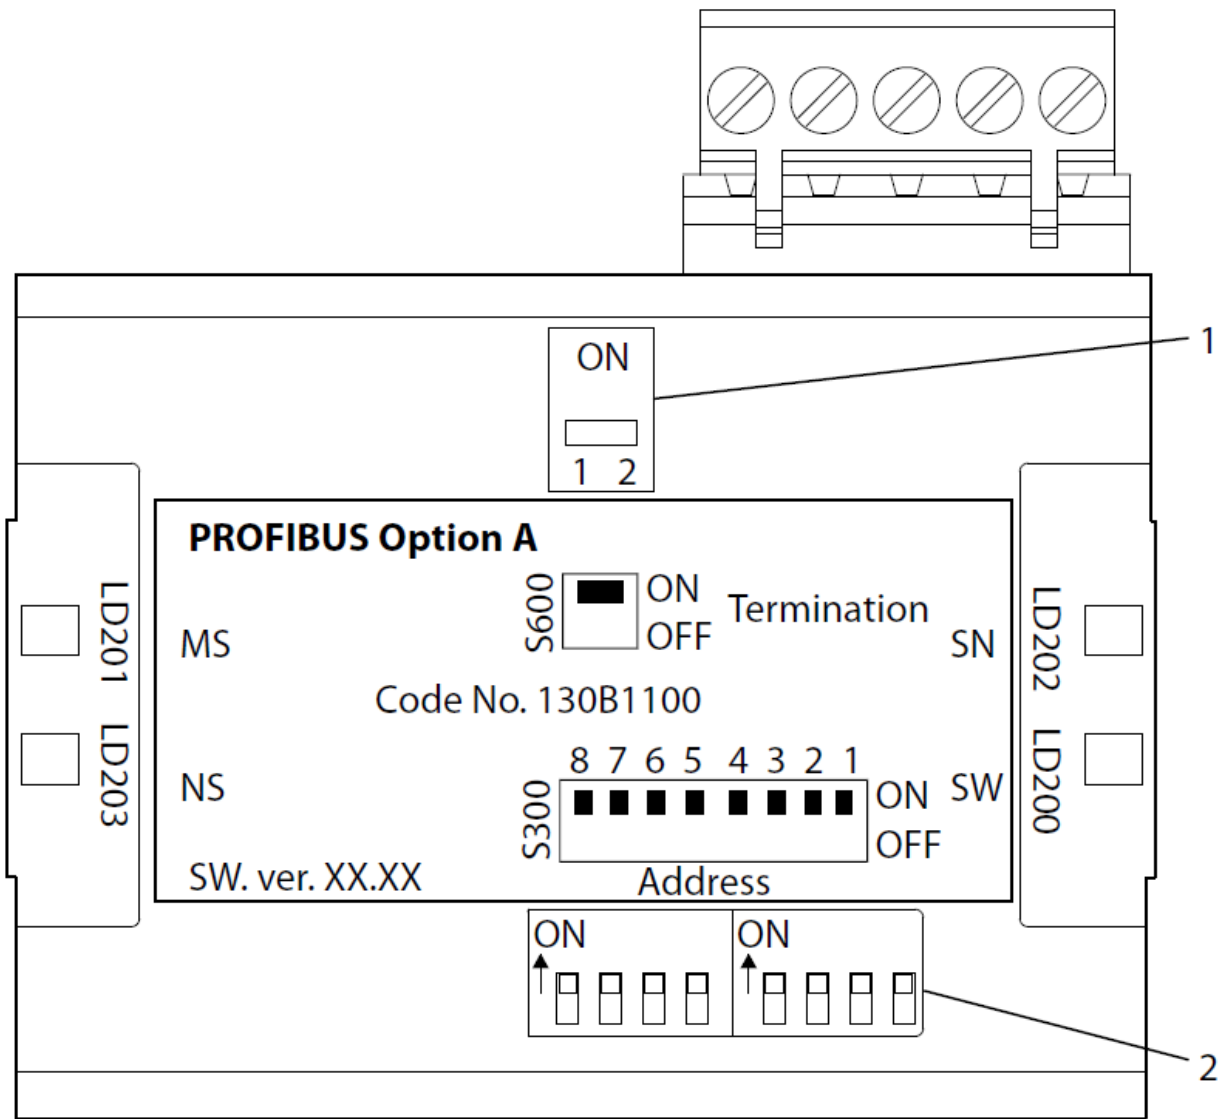 ON
1
1 2
PROFIBUS Option A
S9600
ON
OFF
Termination
LD201
MS
SN
LD202
Code No. 130B1100
LD203
NS
8 7 6 5 4 3 2 1
S300
ON
OFF
SW
LD200
SW. ver. XX.XX
Address
ON
ON
2